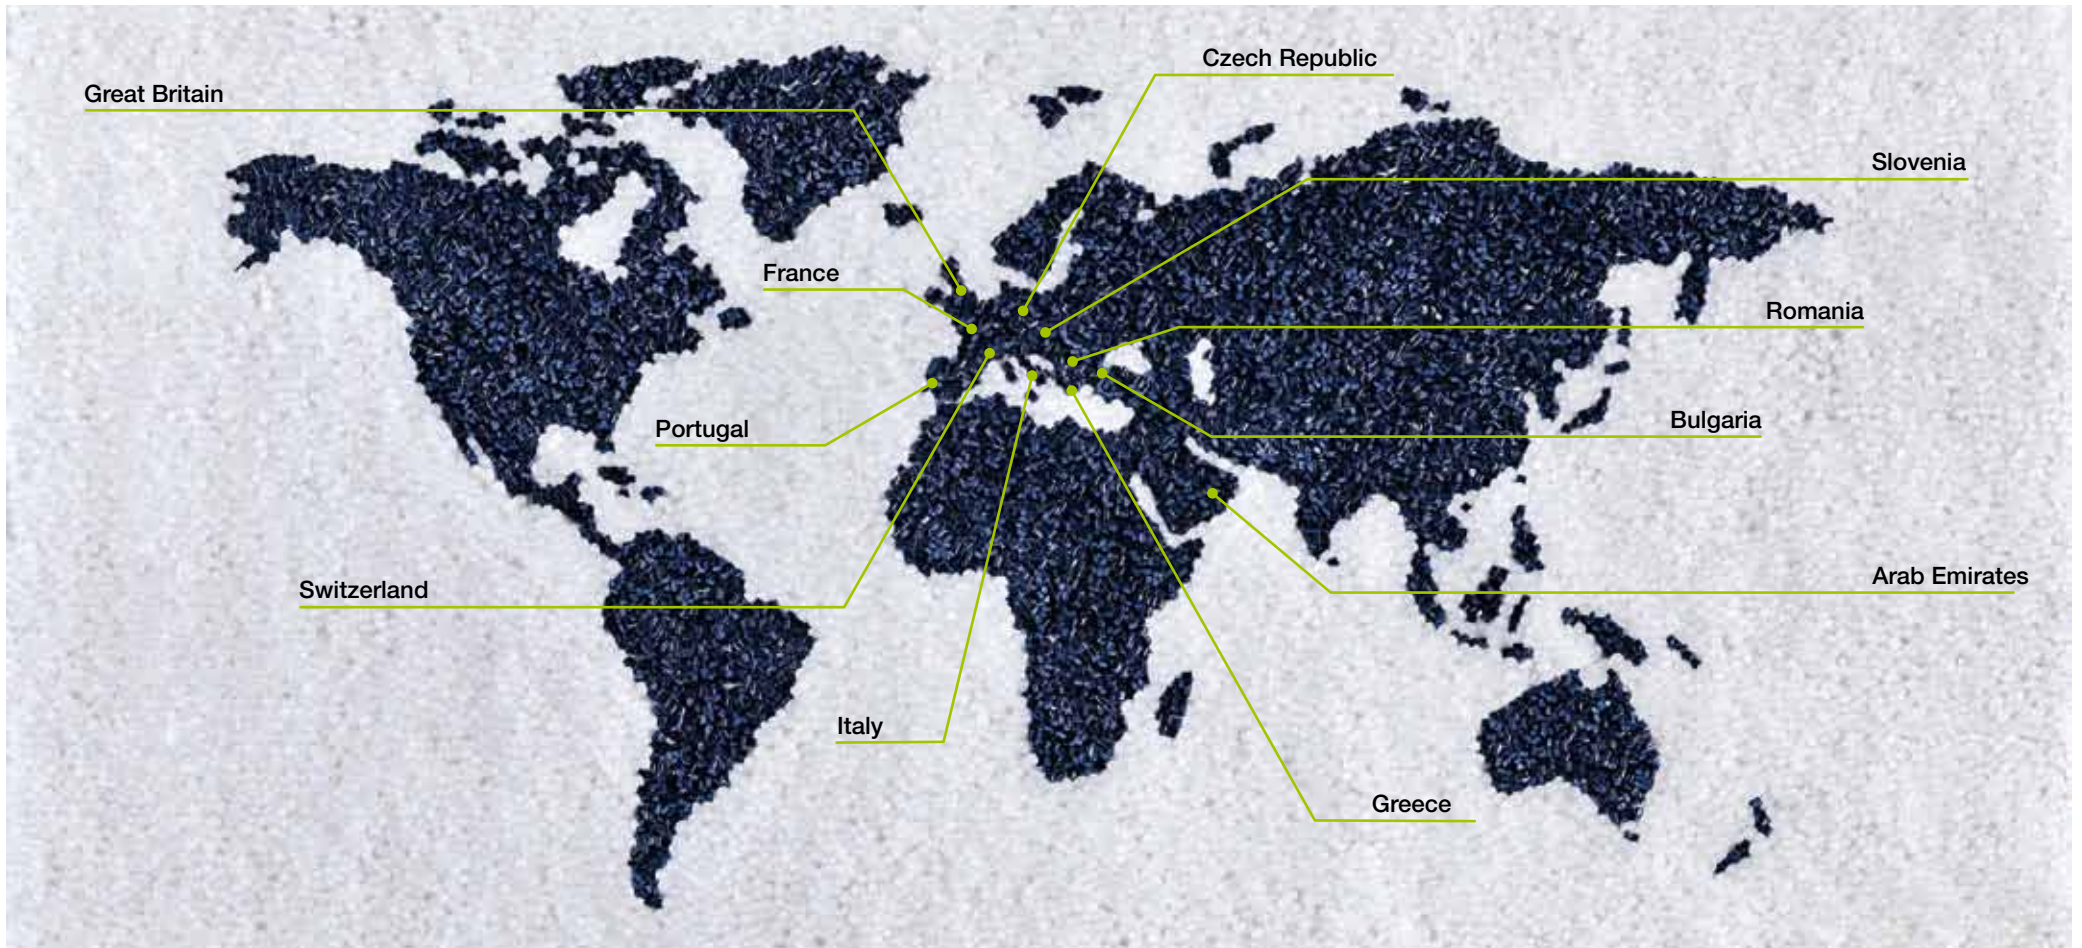 Czech Republic
Great Britain
Slovenia
France
Romania
Portugal
Bulgaria
Switzerland
Arab Emirates
Italy
Greece